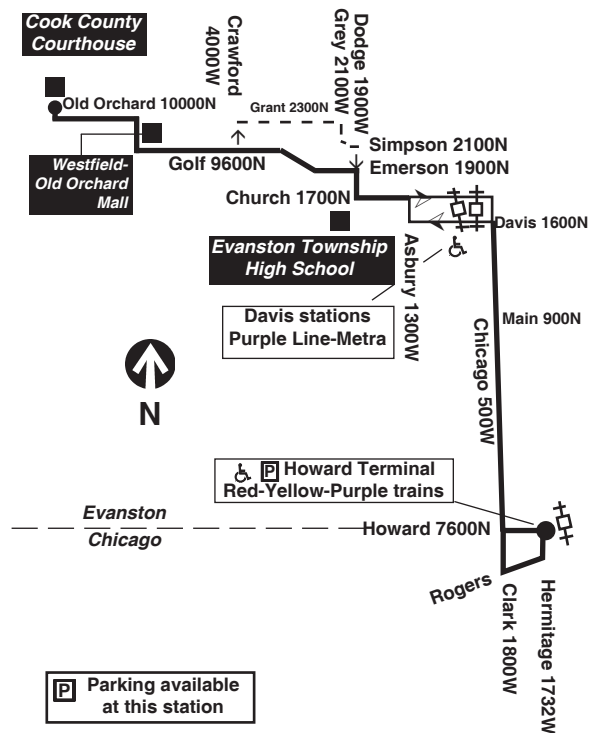 Cook County
Courthouse
Crawford
4000W
Dodge 1900W
Grey 2100W
Old Orchard 10000N
Grant 2300N
Simpson 2100N
Westfield-
Old Orchard
Mall
Golf 9600N
Emerson 1900N
Church 1700N
Davis 1600N
Evanston Township
High School
Asbury 1300W
Davis stations
Purple Line-Metra
Main 900N
Chicago 500W
N
P Howard Terminal
Red-Yellow-Purple trains
Evanston
Chicago
Howard 7600N
Rogers
Clark 1800W
Hermitage 1732W
P Parking available
at this station